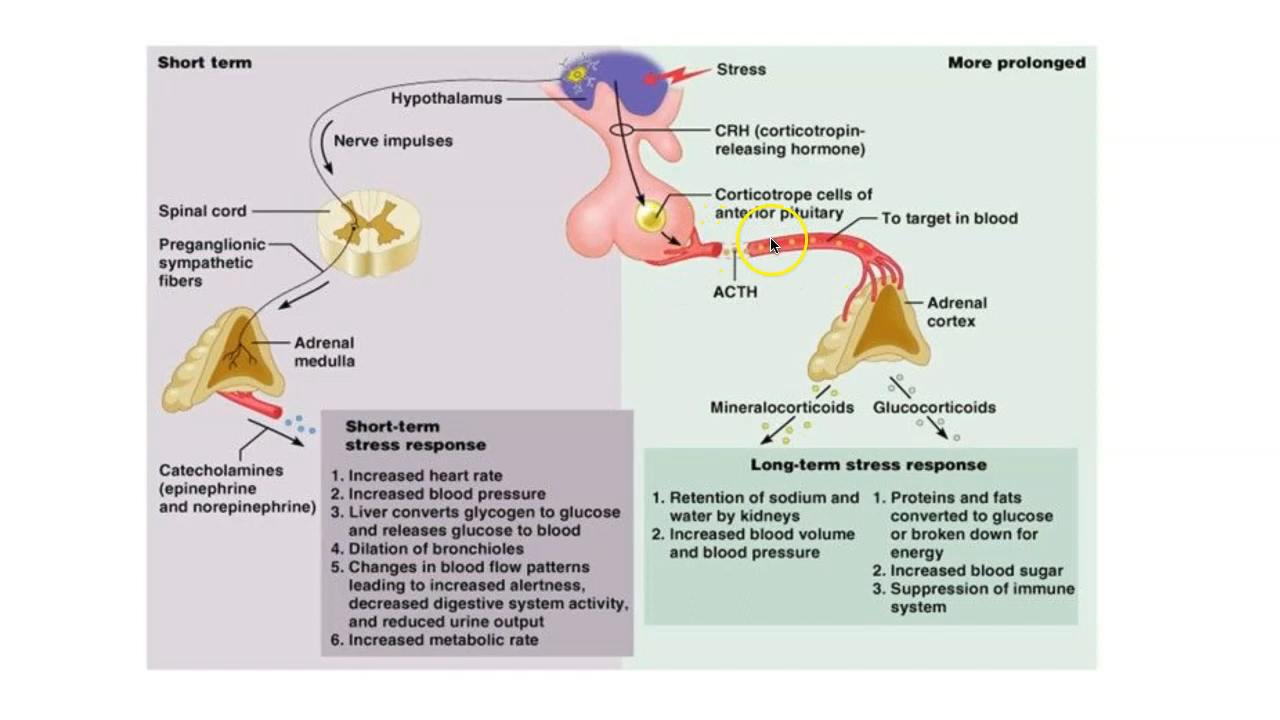 Short term
More prolonged
Stress
Hypothalamus
CRH (corticotropin-
releasing hormone)
Nerve impulses
Corticotrope cells of
anterior pituitary
To target in blood
Spinal cord
Preganglionic
sympathetic
fibers
ACTH
Adrenal
cortex
Adrenal
medulla
Mineralocorticoids
Glucocorticoids
Catecholamines
(epinephrine
and norepinephrine)
Short-term
stress response
1. Increased heart rate
2. Increased blood pressure
3. Liver converts glycogen to glucose
and releases glucose to blood
4. Dilation of bronchioles
5. Changes in blood flow patterns
leading to increased alertness,
decreased digestive system activity,
and reduced urine output
6. Increased metabolic rate
Long-term stress response
1. Retention of sodium and
water by kidneys
2. Increased blood volume
and blood pressure
1. Proteins and fats
converted to glucose
or broken down for
energy
2. Increased blood sugar
3. Suppression of immune
system